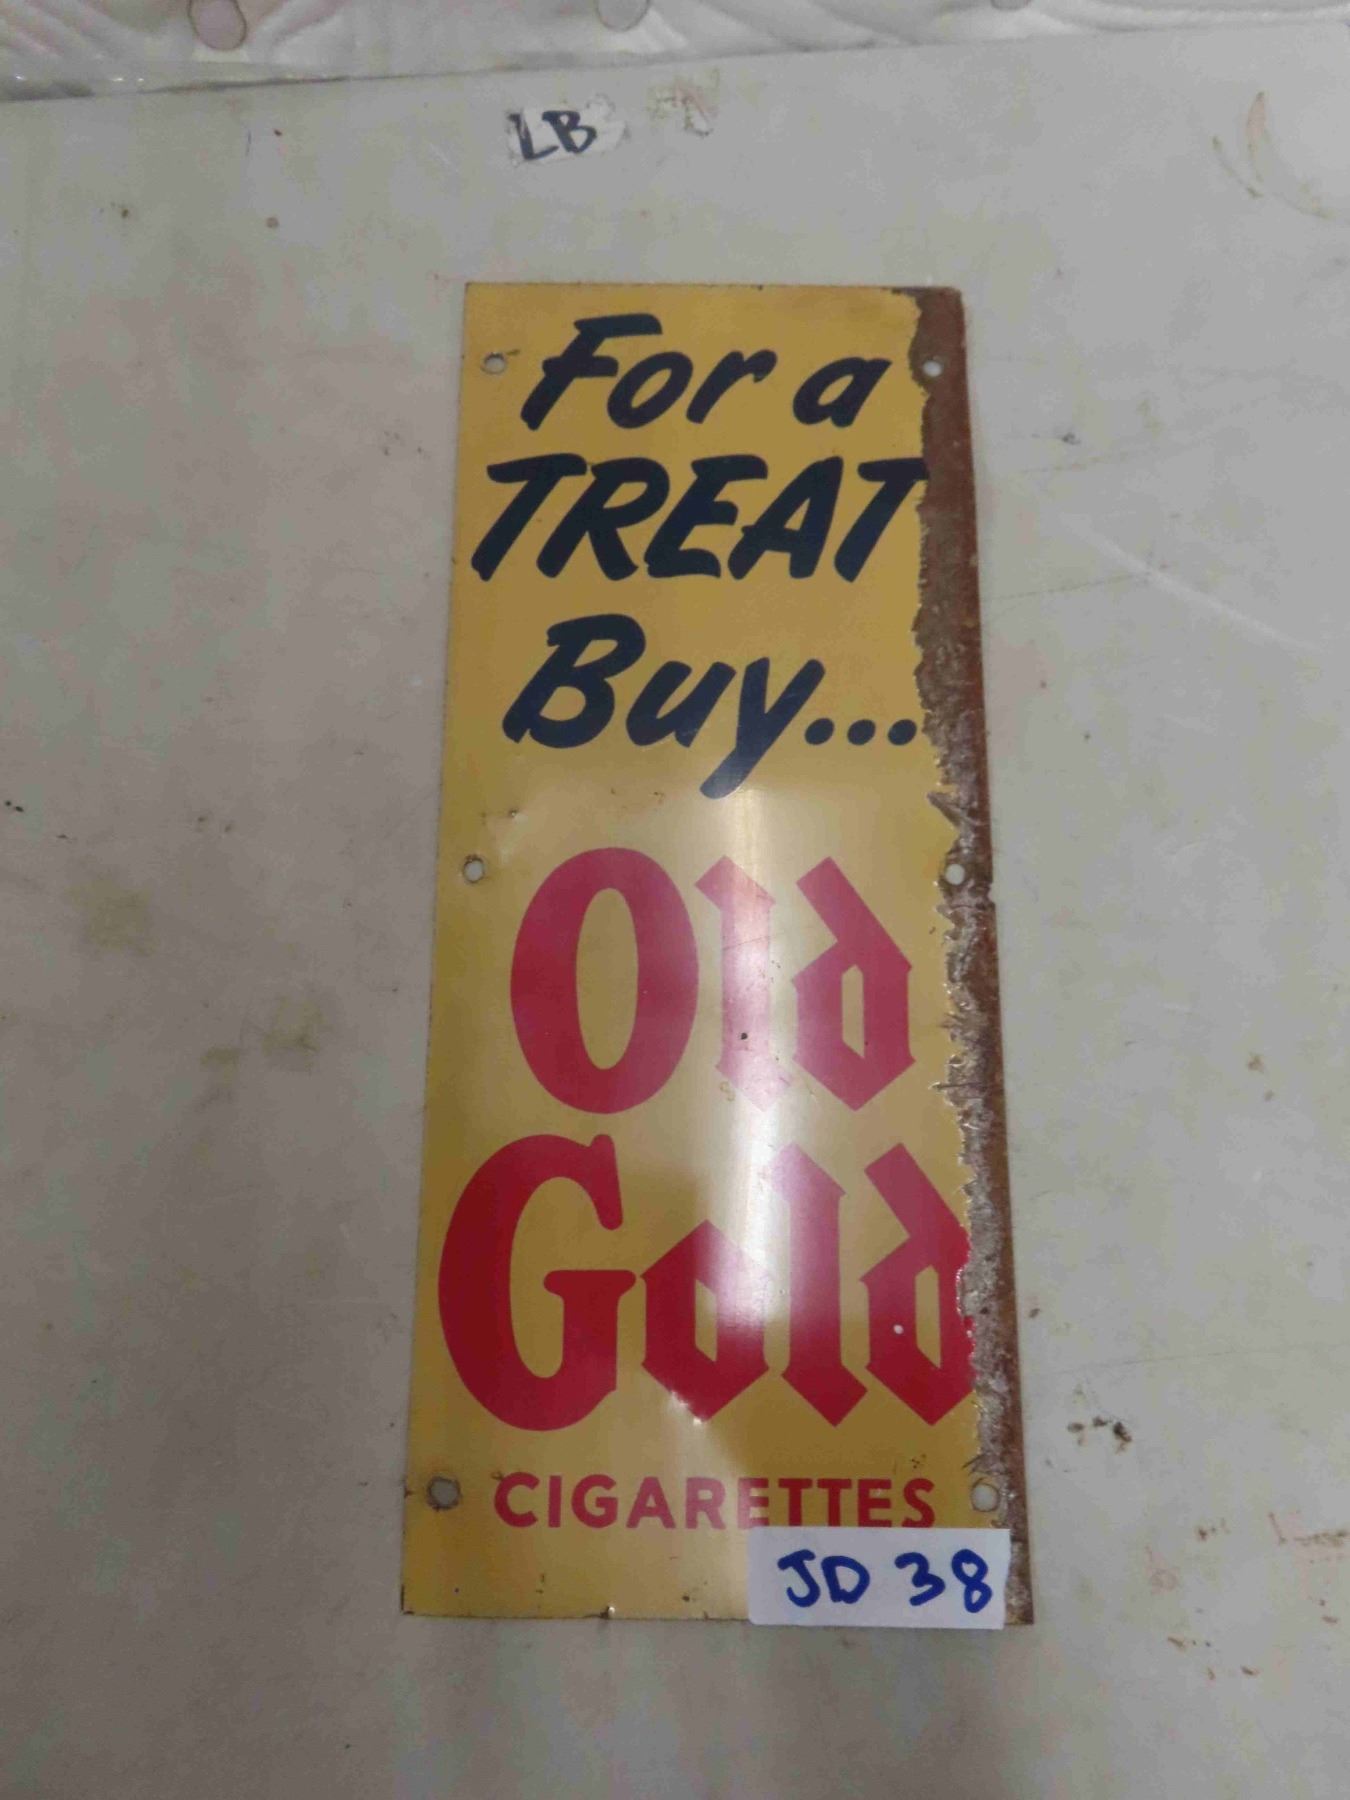 LB
For a
TREAT
Buy...
Old
Gold
CIGARETTES
JD 38